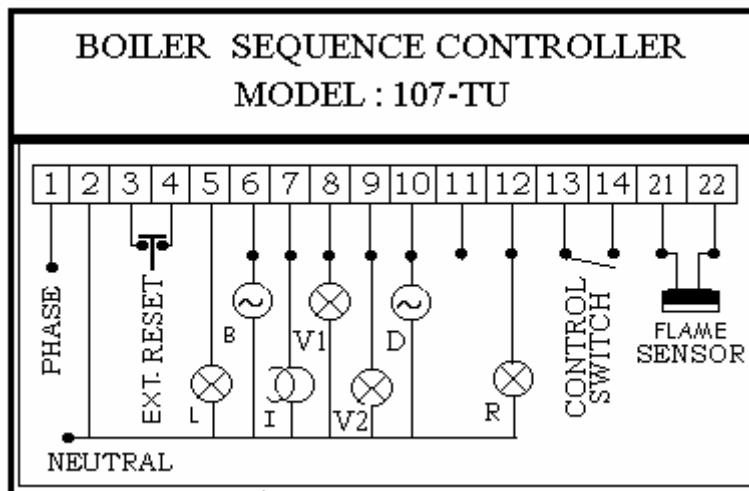 BOILER SEQUENCE CONTROLLER
MODEL : 107-TU
1 2 3 4 5 6 7 8 9 10 11 12 13 14 21 22
PHASE
EXT. RESET
L
B
I
V1
V2
D
R
CONTROL
SWITCH
FLAME
SENSOR
NEUTRAL